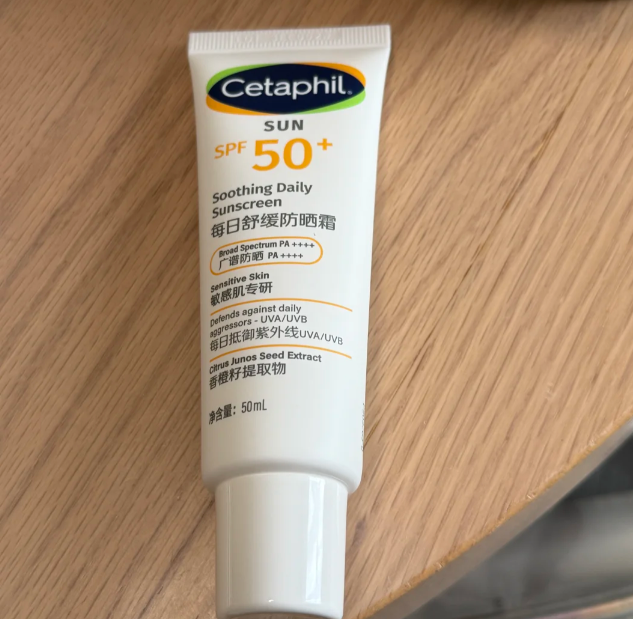 Cetaphil®
SUN
SPF 50+
Soothing Daily
Sunscreen
每日舒缓防晒霜
Broad Spectrum PA ++++
广谱防晒 PA ++++
Sensitive Skin
敏感肌专研
Defends against daily
aggressors - UVA/UVB
每日抵御紫外线UVA/UVB
Citrus Junos Seed Extract
香橙籽提取物
净含量: 50mL